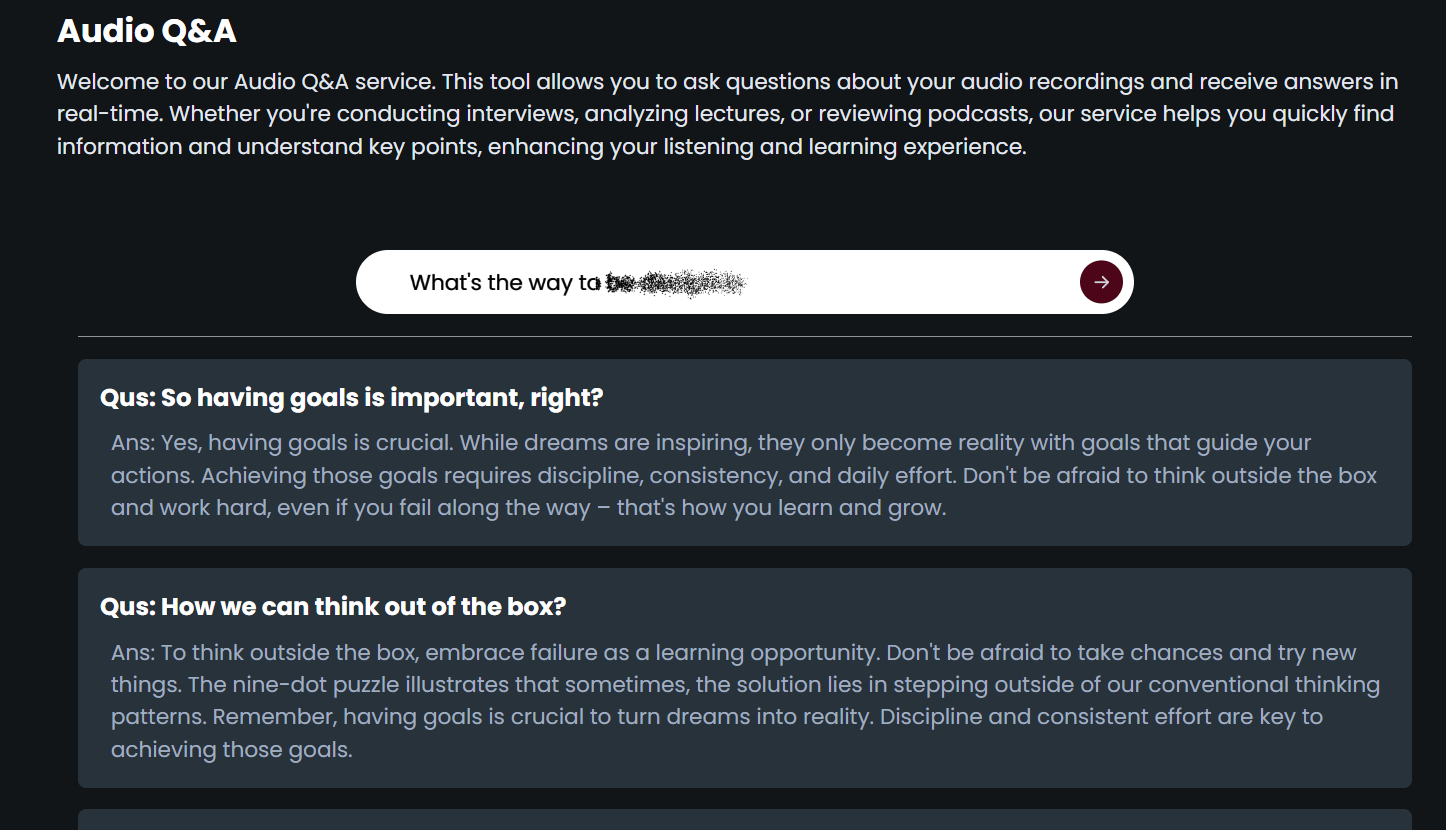 Audio Q&A
Welcome to our Audio Q&A service. This tool allows you to ask questions about your audio recordings and receive answers in
real-time. Whether you're conducting interviews, analyzing lectures, or reviewing podcasts, our service helps you quickly find
information and understand key points, enhancing your listening and learning experience.
What's the way to
Qus: So having goals is important, right?
Ans: Yes, having goals is crucial. While dreams are inspiring, they only become reality with goals that guide your
actions. Achieving those goals requires discipline, consistency, and daily effort. Don't be afraid to think outside the box
and work hard, even if you fail along the way – that's how you learn and grow.
Qus: How we can think out of the box?
Ans: To think outside the box, embrace failure as a learning opportunity. Don't be afraid to take chances and try new
things. The nine-dot puzzle illustrates that sometimes, the solution lies in stepping outside of our conventional thinking
patterns. Remember, having goals is crucial to turn dreams into reality. Discipline and consistent effort are key to
achieving those goals.